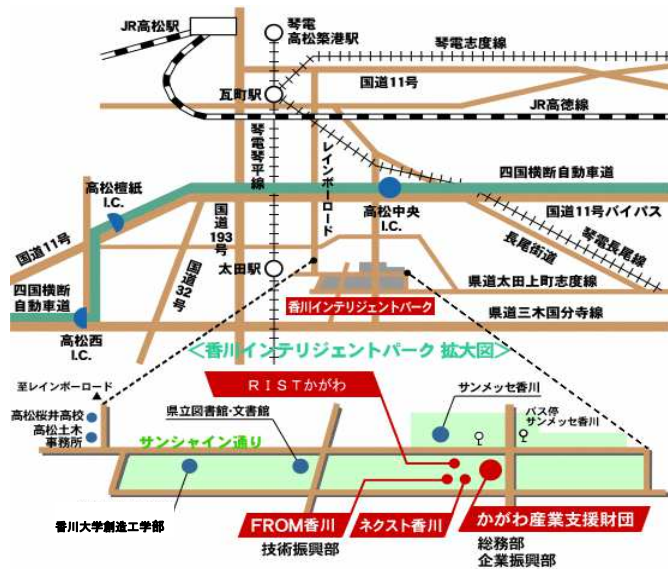 JR高松駅
琴電
高松築港駅
琴電志度線
国道11号
瓦町駅
JR高徳線
琴電琴平線
レインボーロード
高松檀紙
I.C.
四国横断自動車道
高松中央
I.C.
国道11号バイパス
国道
193号
琴電長尾線
長尾街道
国道11号
国道32号
太田駅
県道太田上町志度線
四国横断
自動車道
香川インテリジェントパーク
県道三木国分寺線
高松西
I.C.
<香川インテリジェントパーク 拡大図>
至レインボーロード
RISTかがわ
サンメッセ香川
高松桜井高校
県立図書館・文書館
バス停
サンメッセ香川
高松土木
事務所
サンシャイン通り
香川大学創造工学部
FROM香川
ネクスト香川
かがわ産業支援財団
技術振興部
総務部
企業振興部